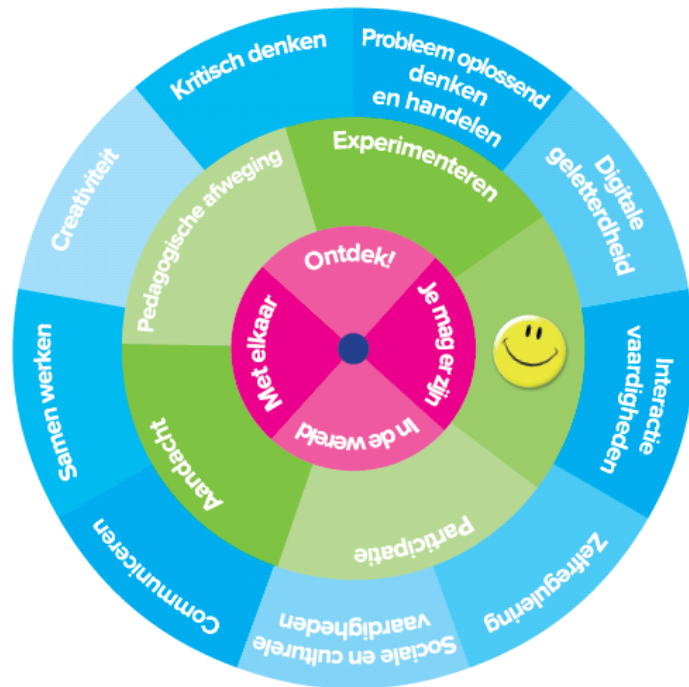 Kritisch denken
Probleem oplossend
denken
en handelen
Digitale
geletterdheid
Interactie
vaardigheden
Zelfregulering
Sociale en culturele
vaardigheden
Communiceren
Samen werken
Creativiteit
Pedagogische afweging
Experimenteren
Participatie
Aandacht
Ontdek!
Je mag er zijn
In de wereld
Met elkaar